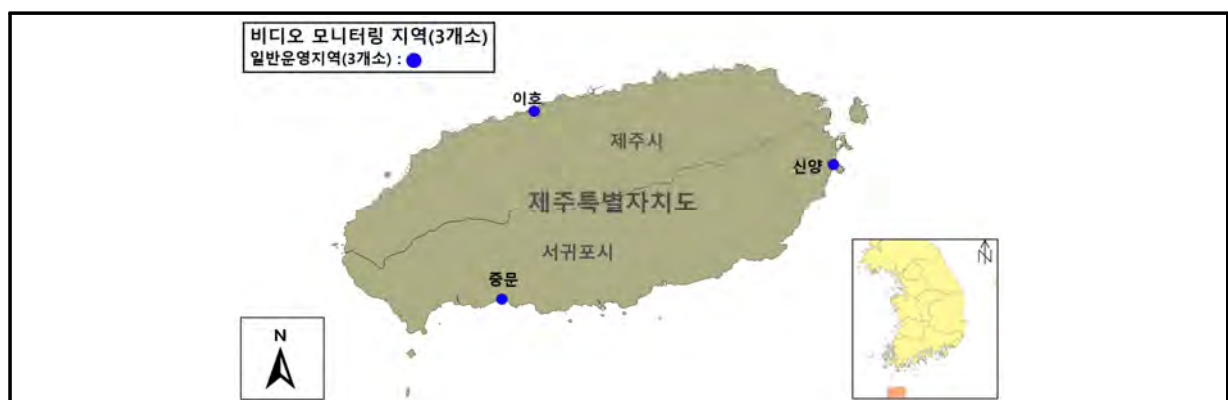 비디오 모니터링 지역(3개소)
일반운영지역(3개소) :
이호
제주시
신양
제주특별자치도
서귀포시
중문
N
N